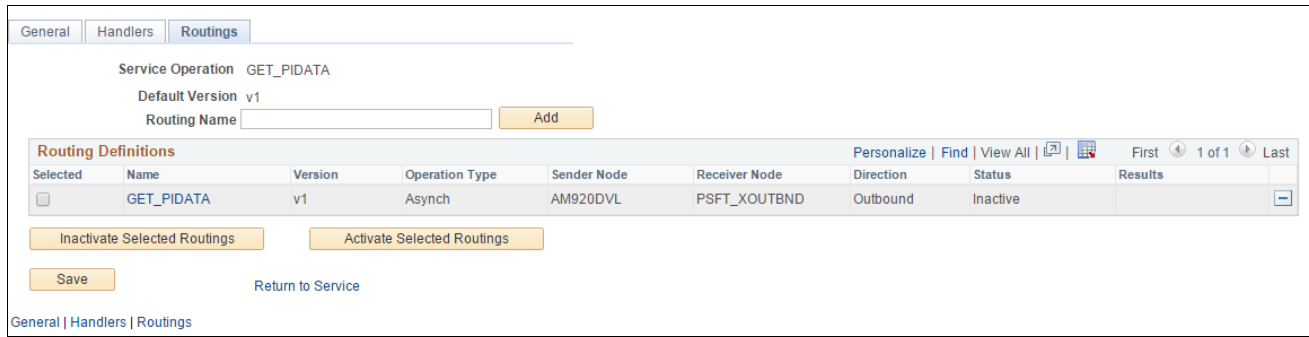 General Handlers Routings
Service Operation GET_PIDATA
Default Version v1
Routing Name Add
Routing Definitions Personalize | Find | View All | | First 1 of 1 Last
Selected Name Version Operation Type Sender Node Receiver Node Direction Status Results
GET_PIDATA v1 Asynch AM920DVL PSFT_XOUTBND Outbound Inactive
Inactivate Selected Routings Activate Selected Routings
Save Return to Service
General | Handlers | Routings